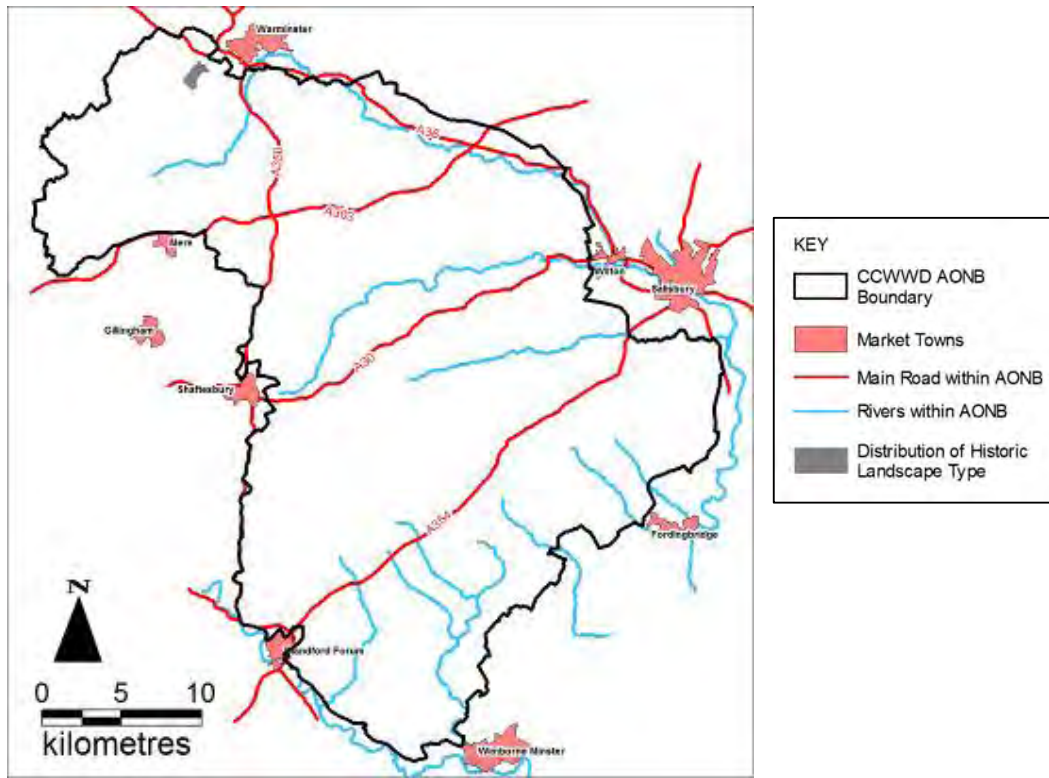 Warminster
A36
A350
A303
Mere
Wilton
Salisbury
Gillingham
A30
Shaftesbury
A354
Fordingbridge
N
Blandford Forum
0 5 10
kilometres
Wimborne Minster
KEY
CCWWD AONB
Boundary
Market Towns
Main Road within AONB
Rivers within AONB
Distribution of Historic
Landscape Type